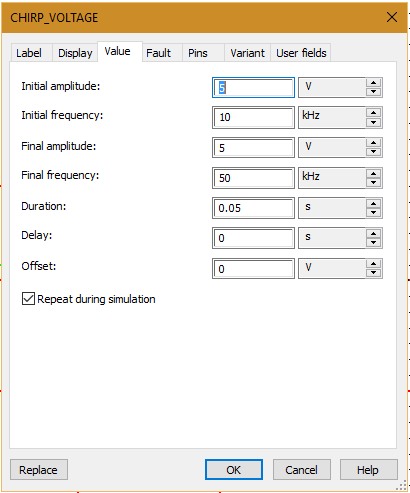 CHIRP_VOLTAGE
Label Display Value Fault Pins Variant User fields
Initial amplitude: 5 V
Initial frequency: 10 kHz
Final amplitude: 5 V
Final frequency: 50 kHz
Duration: 0.05 s
Delay: 0 s
Offset: 0 V
Repeat during simulation
Replace OK Cancel Help